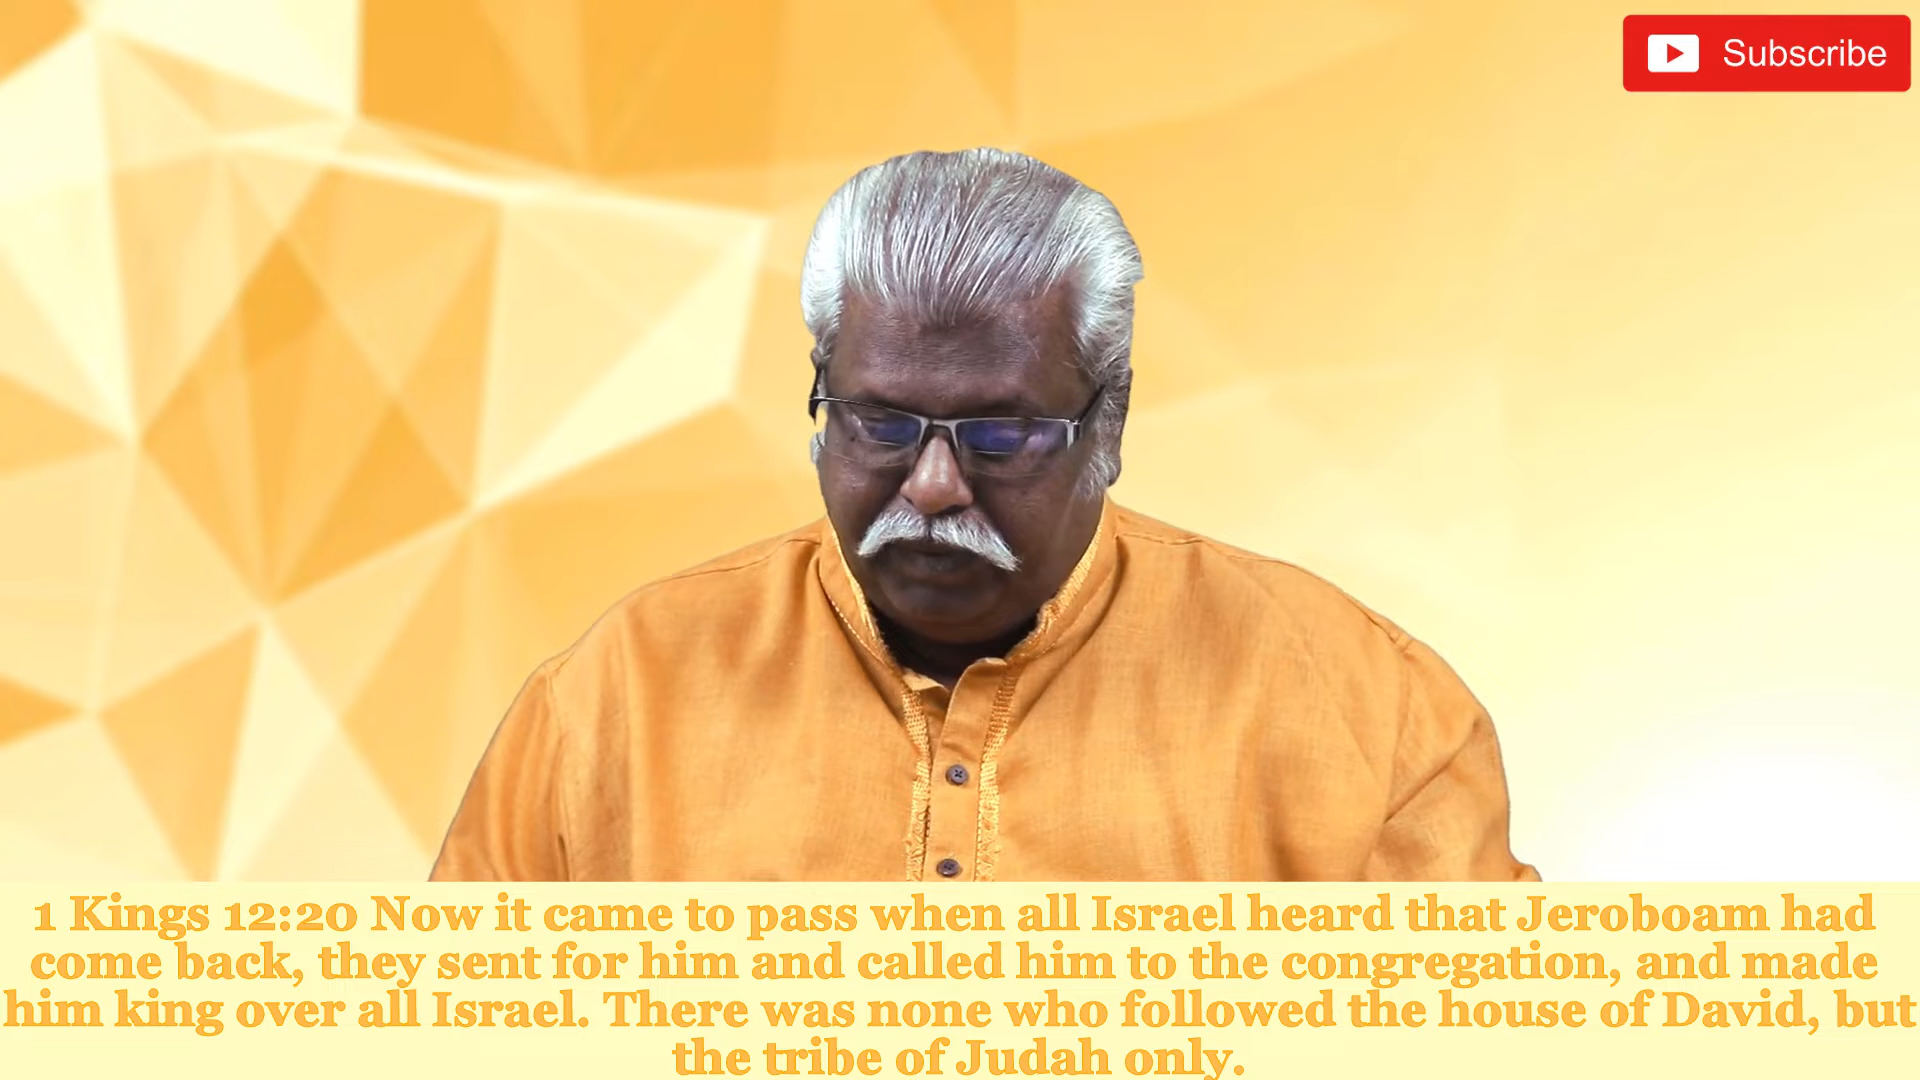 Subscribe
1 Kings 12:20 Now it came to pass when all Israel heard that Jeroboam had
come back, they sent for him and called him to the congregation, and made
him king over all Israel. There was none who followed the house of David, but
the tribe of Judah only.